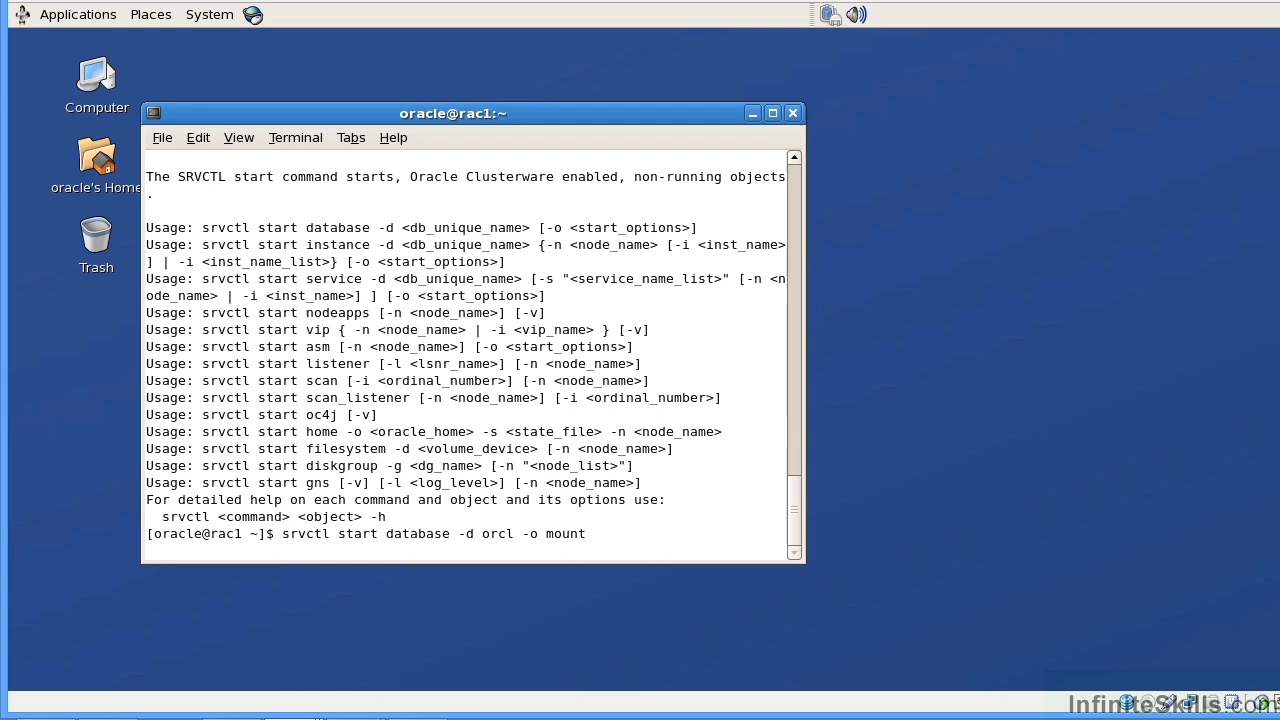 Applications Places System
Computer
oracle's Home
Trash
oracle@rac1:~
File Edit View Terminal Tabs Help
The SRVCTL start command starts, Oracle Clusterware enabled, non-running objects
.
Usage: srvctl start database -d <db_unique_name> [-o <start_options>]
Usage: srvctl start instance -d <db_unique_name> {-n <node_name> [-i <inst_name>
] | -i <inst_name_list>} [-o <start_options>]
Usage: srvctl start service -d <db_unique_name> [-s "<service_name_list>" [-n <n
ode_name> | -i <inst_name>] ] [-o <start_options>]
Usage: srvctl start nodeapps [-n <node_name>] [-v]
Usage: srvctl start vip { -n <node_name> | -i <vip_name> } [-v]
Usage: srvctl start asm [-n <node_name>] [-o <start_options>]
Usage: srvctl start listener [-l <lsnr_name>] [-n <node_name>]
Usage: srvctl start scan [-i <ordinal_number>] [-n <node_name>]
Usage: srvctl start scan_listener [-n <node_name>] [-i <ordinal_number>]
Usage: srvctl start oc4j [-v]
Usage: srvctl start home -o <oracle_home> -s <state_file> -n <node_name>
Usage: srvctl start filesystem -d <volume_device> [-n <node_name>]
Usage: srvctl start diskgroup -g <dg_name> [-n "<node_list>"]
Usage: srvctl start gns [-v] [-l <log_level>] [-n <node_name>]
For detailed help on each command and object and its options use:
  srvctl <command> <object> -h
[oracle@rac1 ~]$ srvctl start database -d orcl -o mount
InfiniteSkills.com